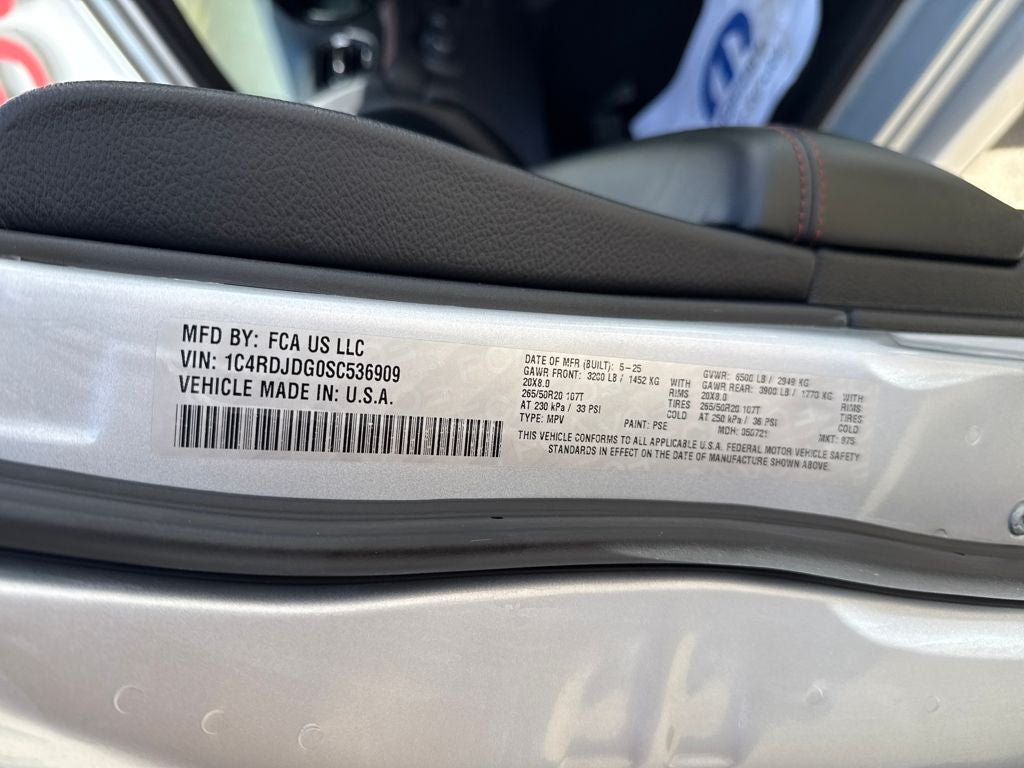 MFD BY: FCA US LLC
VIN: 1C4RDJDG0SC536909
VEHICLE MADE IN: U.S.A.
DATE OF MFR (BUILT): 5-25 GVWR: 6500 LB / 2949 KG
GAWR FRONT: 3200 LB / 1452 KG WITH GAWR REAR: 3900 LB / 1770 KG WITH
20X8.0 RIMS 20X8.0 RIMS
265/50R20 107T TIRES 265/50R20 107T TIRES
AT 230 kPa / 33 PSI COLD AT 250 kPa / 36 PSI COLD
TYPE: MPV PAINT: PSE MDH: 050721 MKT: 975
THIS VEHICLE CONFORMS TO ALL APPLICABLE U.S.A. FEDERAL MOTOR VEHICLE SAFETY
STANDARDS IN EFFECT ON THE DATE OF MANUFACTURE SHOWN ABOVE.